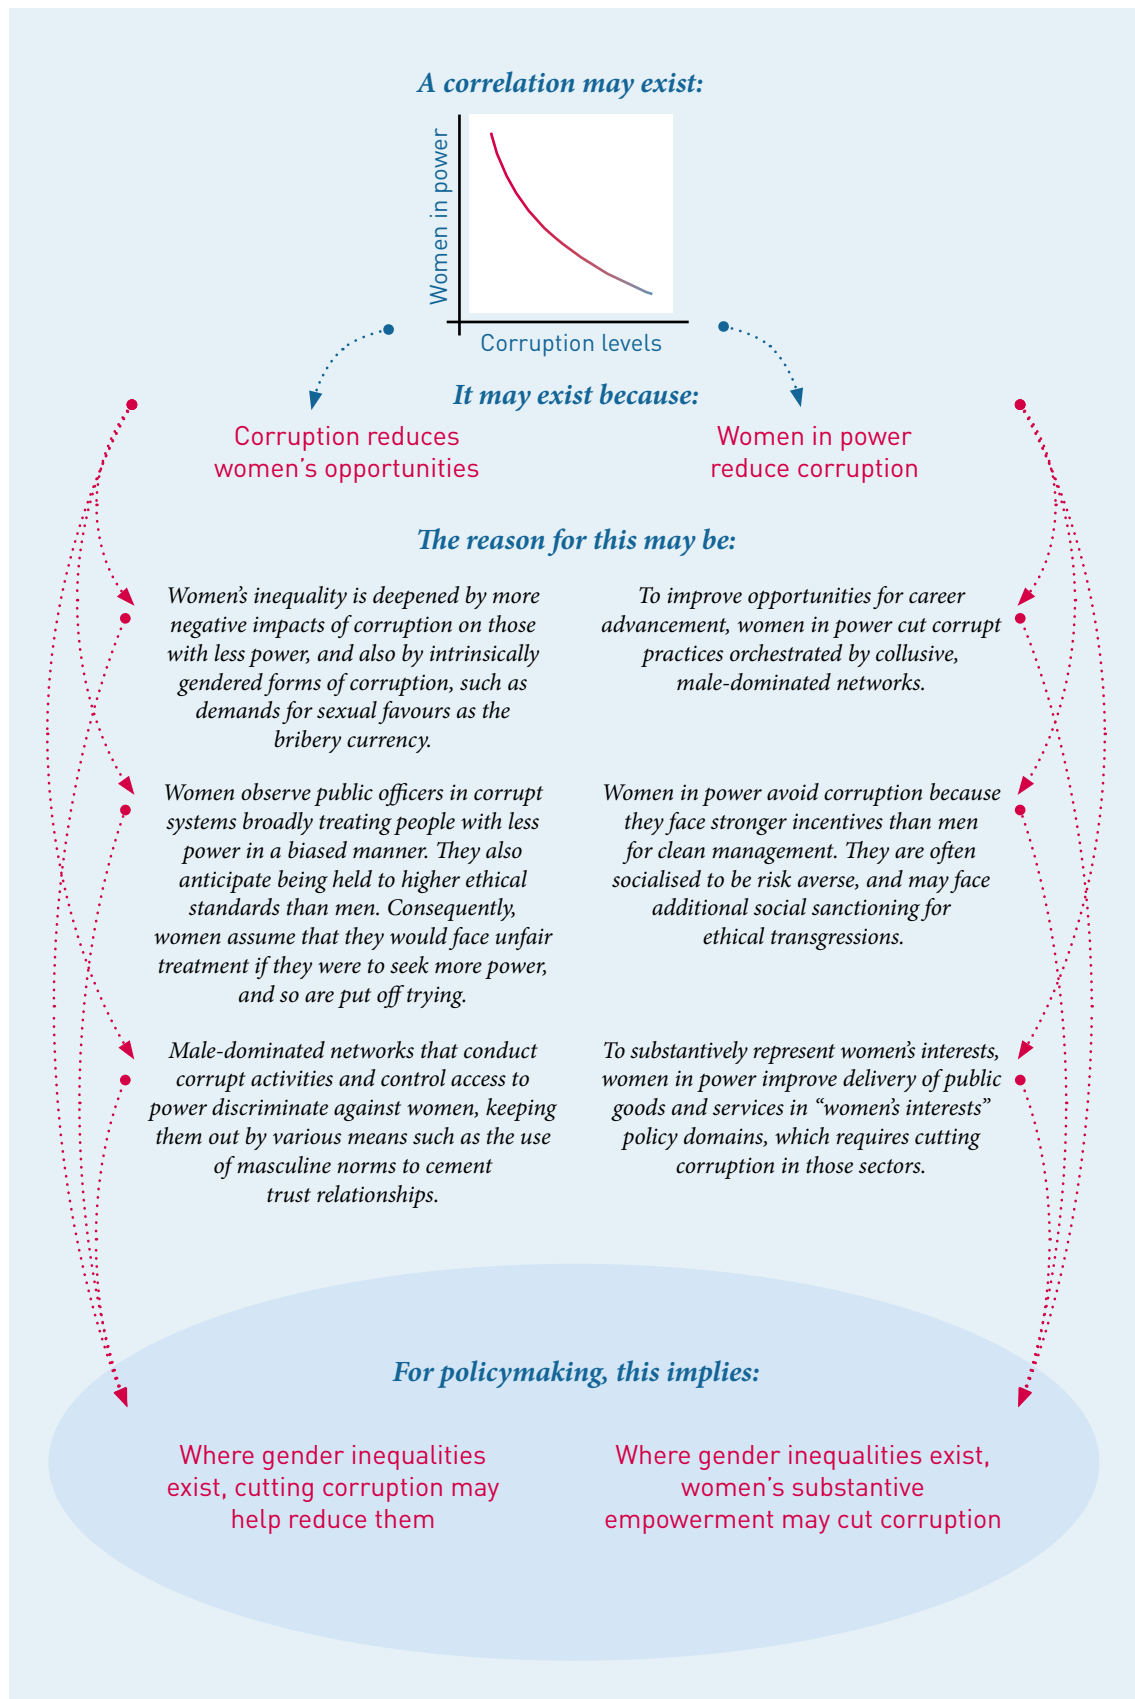 A correlation may exist:
Women in power
Corruption levels
It may exist because:
Corruption reduces
women’s opportunities
Women in power
reduce corruption
The reason for this may be:
Women’s inequality is deepened by more
negative impacts of corruption on those
with less power, and also by intrinsically
gendered forms of corruption, such as
demands for sexual favours as the
bribery currency.
To improve opportunities for career
advancement, women in power cut corrupt
practices orchestrated by collusive,
male-dominated networks.
Women observe public officers in corrupt
systems broadly treating people with less
power in a biased manner. They also
anticipate being held to higher ethical
standards than men. Consequently,
women assume that they would face unfair
treatment if they were to seek more power,
and so are put off trying.
Women in power avoid corruption because
they face stronger incentives than men
for clean management. They are often
socialised to be risk averse, and may face
additional social sanctioning for
ethical transgressions.
Male-dominated networks that conduct
corrupt activities and control access to
power discriminate against women, keeping
them out by various means such as the use
of masculine norms to cement
trust relationships.
To substantively represent women’s interests,
women in power improve delivery of public
goods and services in “women’s interests”
policy domains, which requires cutting
corruption in those sectors.
For policymaking, this implies:
Where gender inequalities
exist, cutting corruption may
help reduce them
Where gender inequalities exist,
women’s substantive
empowerment may cut corruption